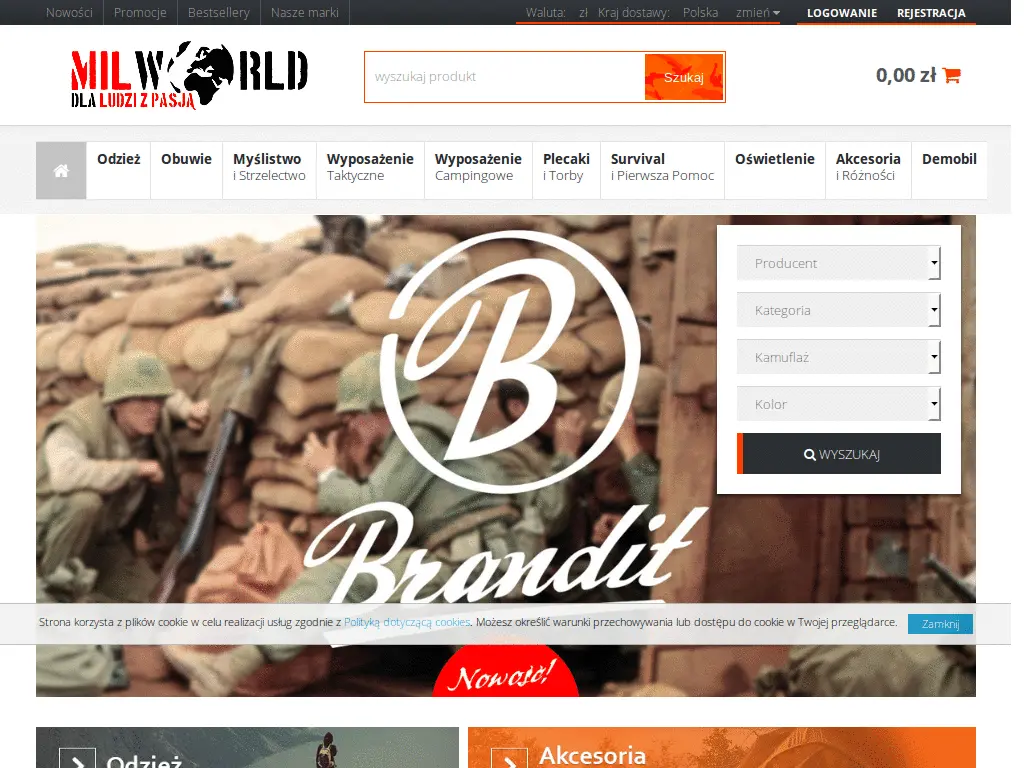 Nowości Promocje Bestsellery Nasze marki Waluta: zł Kraj dostawy: Polska zmień LOGOWANIE REJESTRACJA
MILWORLD
DLA LUDZI Z PASJĄ
wyszukaj produkt
Szukaj
0,00 zł
Odzież
Obuwie
Myślistwo
i Strzelectwo
Wyposażenie
Taktyczne
Wyposażenie
Campingowe
Plecaki
i Torby
Survival
i Pierwsza Pomoc
Oświetlenie
Akcesoria
i Różności
Demobil
B
Brandit
Nowość!
Producent
Kategoria
Kamuflaż
Kolor
WYSZUKAJ
Strona korzysta z plików cookie w celu realizacji usług zgodnie z Polityką dotyczącą cookies. Możesz określić warunki przechowywania lub dostępu do cookie w Twojej przeglądarce. Zamknij
Odzież
Akcesoria